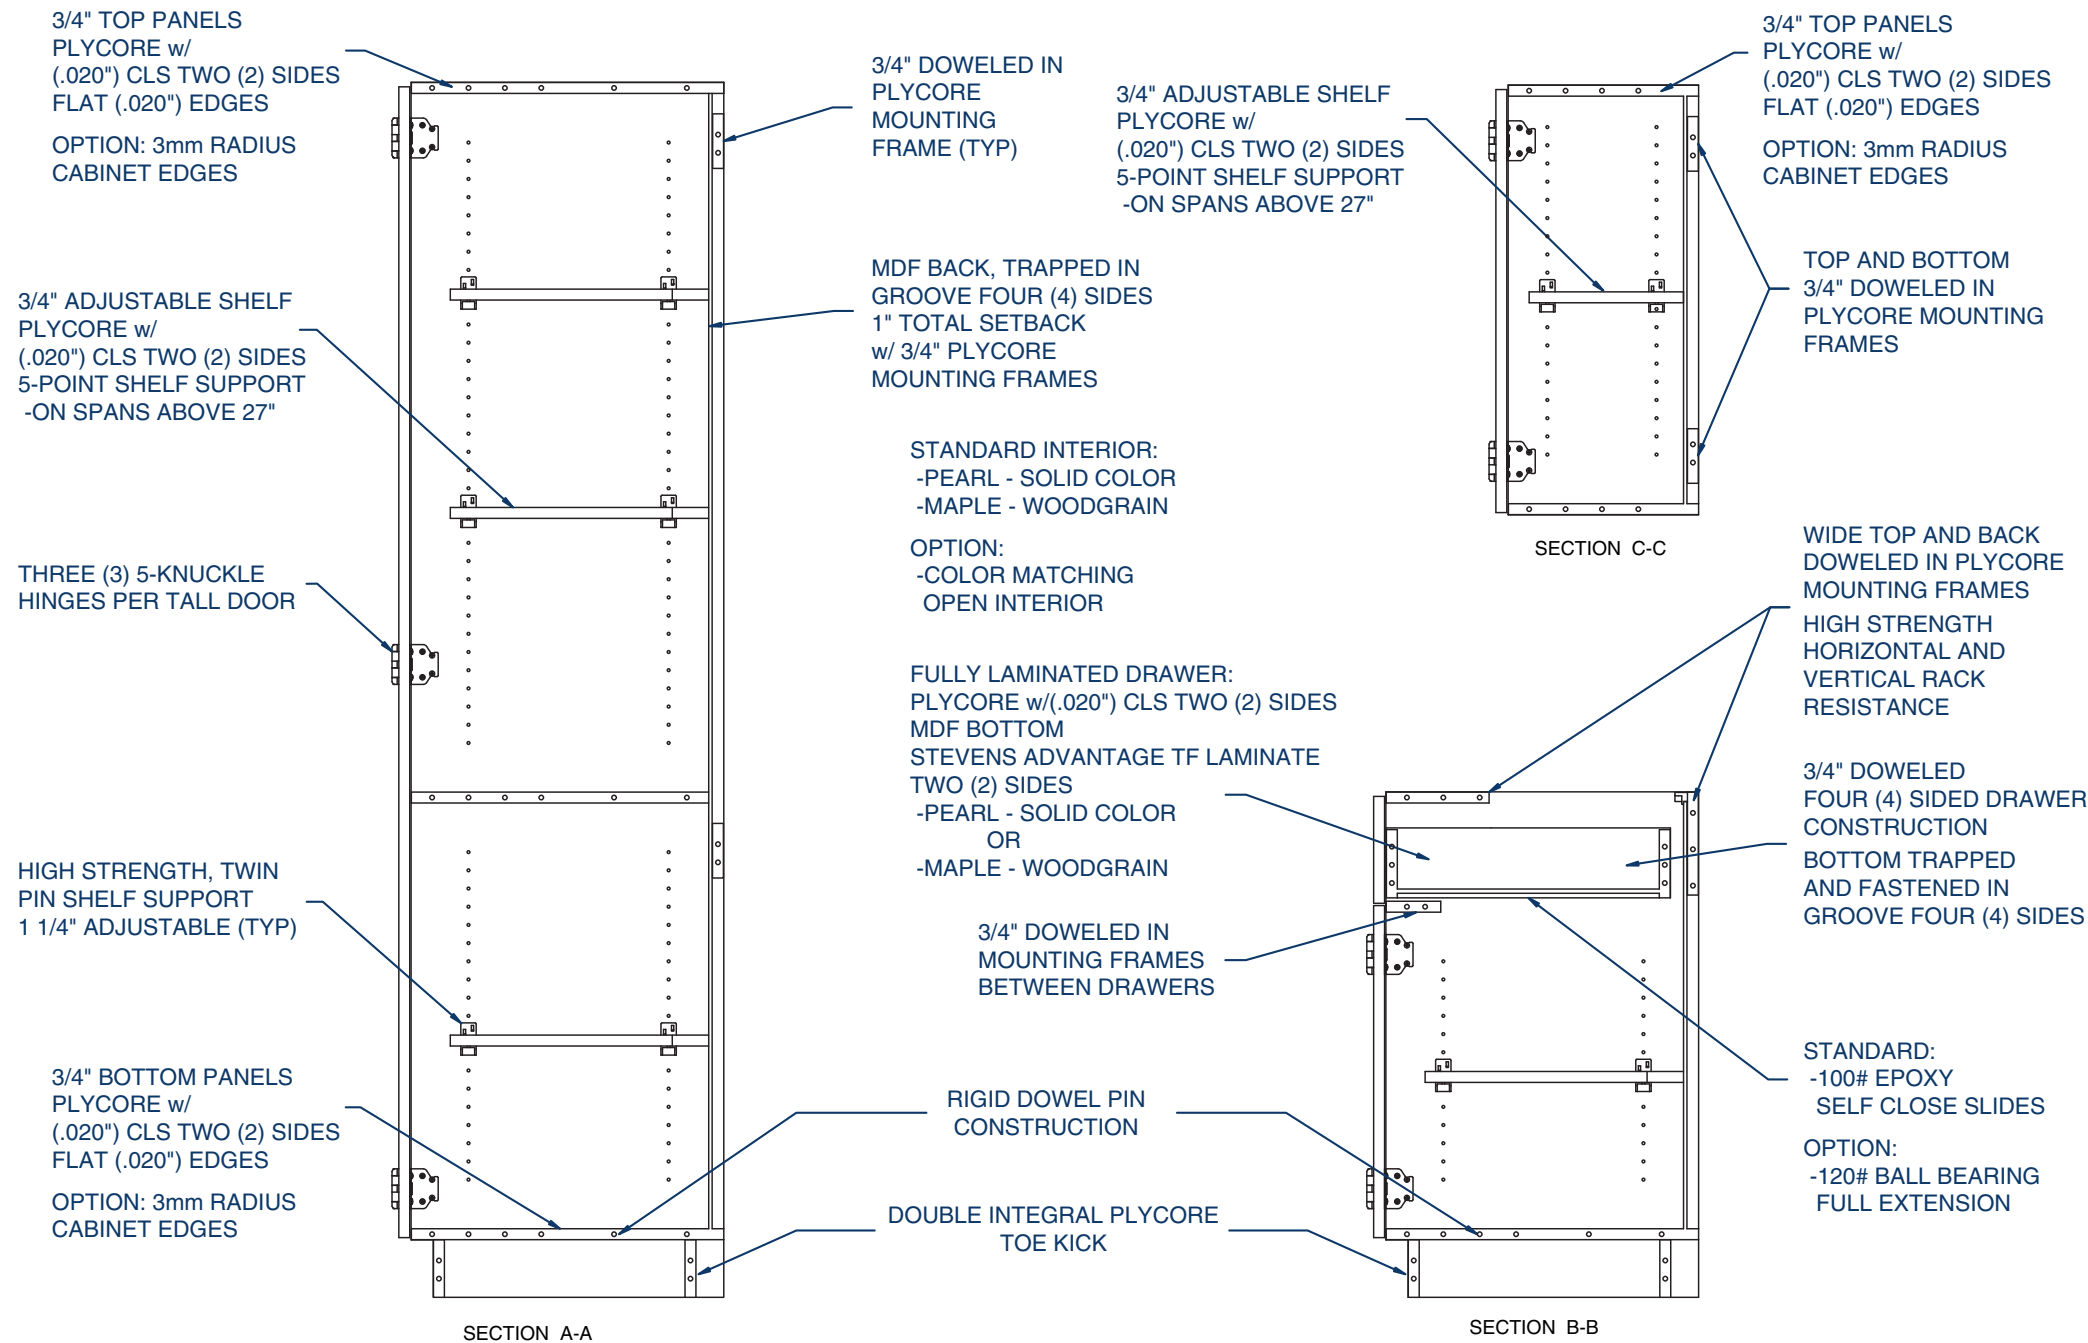 3/4" TOP PANELS
PLYCORE w/
(.020") CLS TWO (2) SIDES
FLAT (.020") EDGES
OPTION: 3mm RADIUS
CABINET EDGES
3/4" ADJUSTABLE SHELF
PLYCORE w/
(.020") CLS TWO (2) SIDES
5-POINT SHELF SUPPORT
-ON SPANS ABOVE 27"
THREE (3) 5-KNUCKLE
HINGES PER TALL DOOR
HIGH STRENGTH, TWIN
PIN SHELF SUPPORT
1 1/4" ADJUSTABLE (TYP)
3/4" BOTTOM PANELS
PLYCORE w/
(.020") CLS TWO (2) SIDES
FLAT (.020") EDGES
OPTION: 3mm RADIUS
CABINET EDGES
SECTION A-A
3/4" DOWELED IN
PLYCORE
MOUNTING
FRAME (TYP)
MDF BACK, TRAPPED IN
GROOVE FOUR (4) SIDES
1" TOTAL SETBACK
w/ 3/4" PLYCORE
MOUNTING FRAMES
STANDARD INTERIOR:
-PEARL - SOLID COLOR
-MAPLE - WOODGRAIN
OPTION:
-COLOR MATCHING
OPEN INTERIOR
FULLY LAMINATED DRAWER:
PLYCORE w/(.020") CLS TWO (2) SIDES
MDF BOTTOM
STEVENS ADVANTAGE TF LAMINATE
TWO (2) SIDES
-PEARL - SOLID COLOR
OR
-MAPLE - WOODGRAIN
3/4" DOWELED IN
MOUNTING FRAMES
BETWEEN DRAWERS
RIGID DOWEL PIN
CONSTRUCTION
DOUBLE INTEGRAL PLYCORE
TOE KICK
3/4" ADJUSTABLE SHELF
PLYCORE w/
(.020") CLS TWO (2) SIDES
5-POINT SHELF SUPPORT
-ON SPANS ABOVE 27"
3/4" TOP PANELS
PLYCORE w/
(.020") CLS TWO (2) SIDES
FLAT (.020") EDGES
OPTION: 3mm RADIUS
CABINET EDGES
TOP AND BOTTOM
3/4" DOWELED IN
PLYCORE MOUNTING
FRAMES
SECTION C-C
WIDE TOP AND BACK
DOWELED IN PLYCORE
MOUNTING FRAMES
HIGH STRENGTH
HORIZONTAL AND
VERTICAL RACK
RESISTANCE
3/4" DOWELED
FOUR (4) SIDED DRAWER
CONSTRUCTION
BOTTOM TRAPPED
AND FASTENED IN
GROOVE FOUR (4) SIDES
STANDARD:
-100# EPOXY
SELF CLOSE SLIDES
OPTION:
-120# BALL BEARING
FULL EXTENSION
SECTION B-B